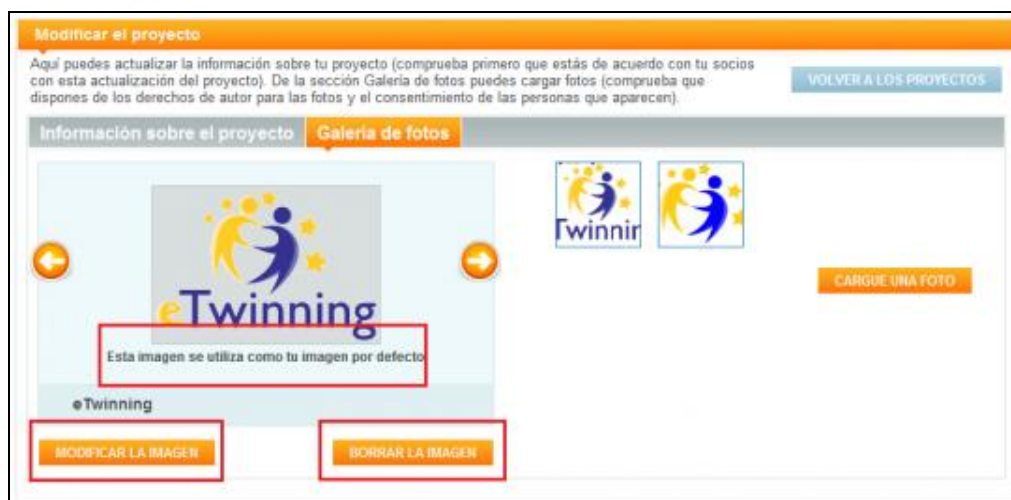 Modificar el proyecto
Aquí puedes actualizar la información sobre tu proyecto (comprueba primero que estás de acuerdo con tu socios
con esta actualización del proyecto). De la sección Galería de fotos puedes cargar fotos (comprueba que
dispones de los derechos de autor para las fotos y el consentimiento de las personas que aparecen).
VOLVER A LOS PROYECTOS
Información sobre el proyecto
Galería de fotos
eTwinning
Twinnir
CARGUE UNA FOTO
Esta imagen se utiliza como tu imagen por defecto
eTwinning
MODIFICAR LA IMAGEN
BORRAR LA IMAGEN